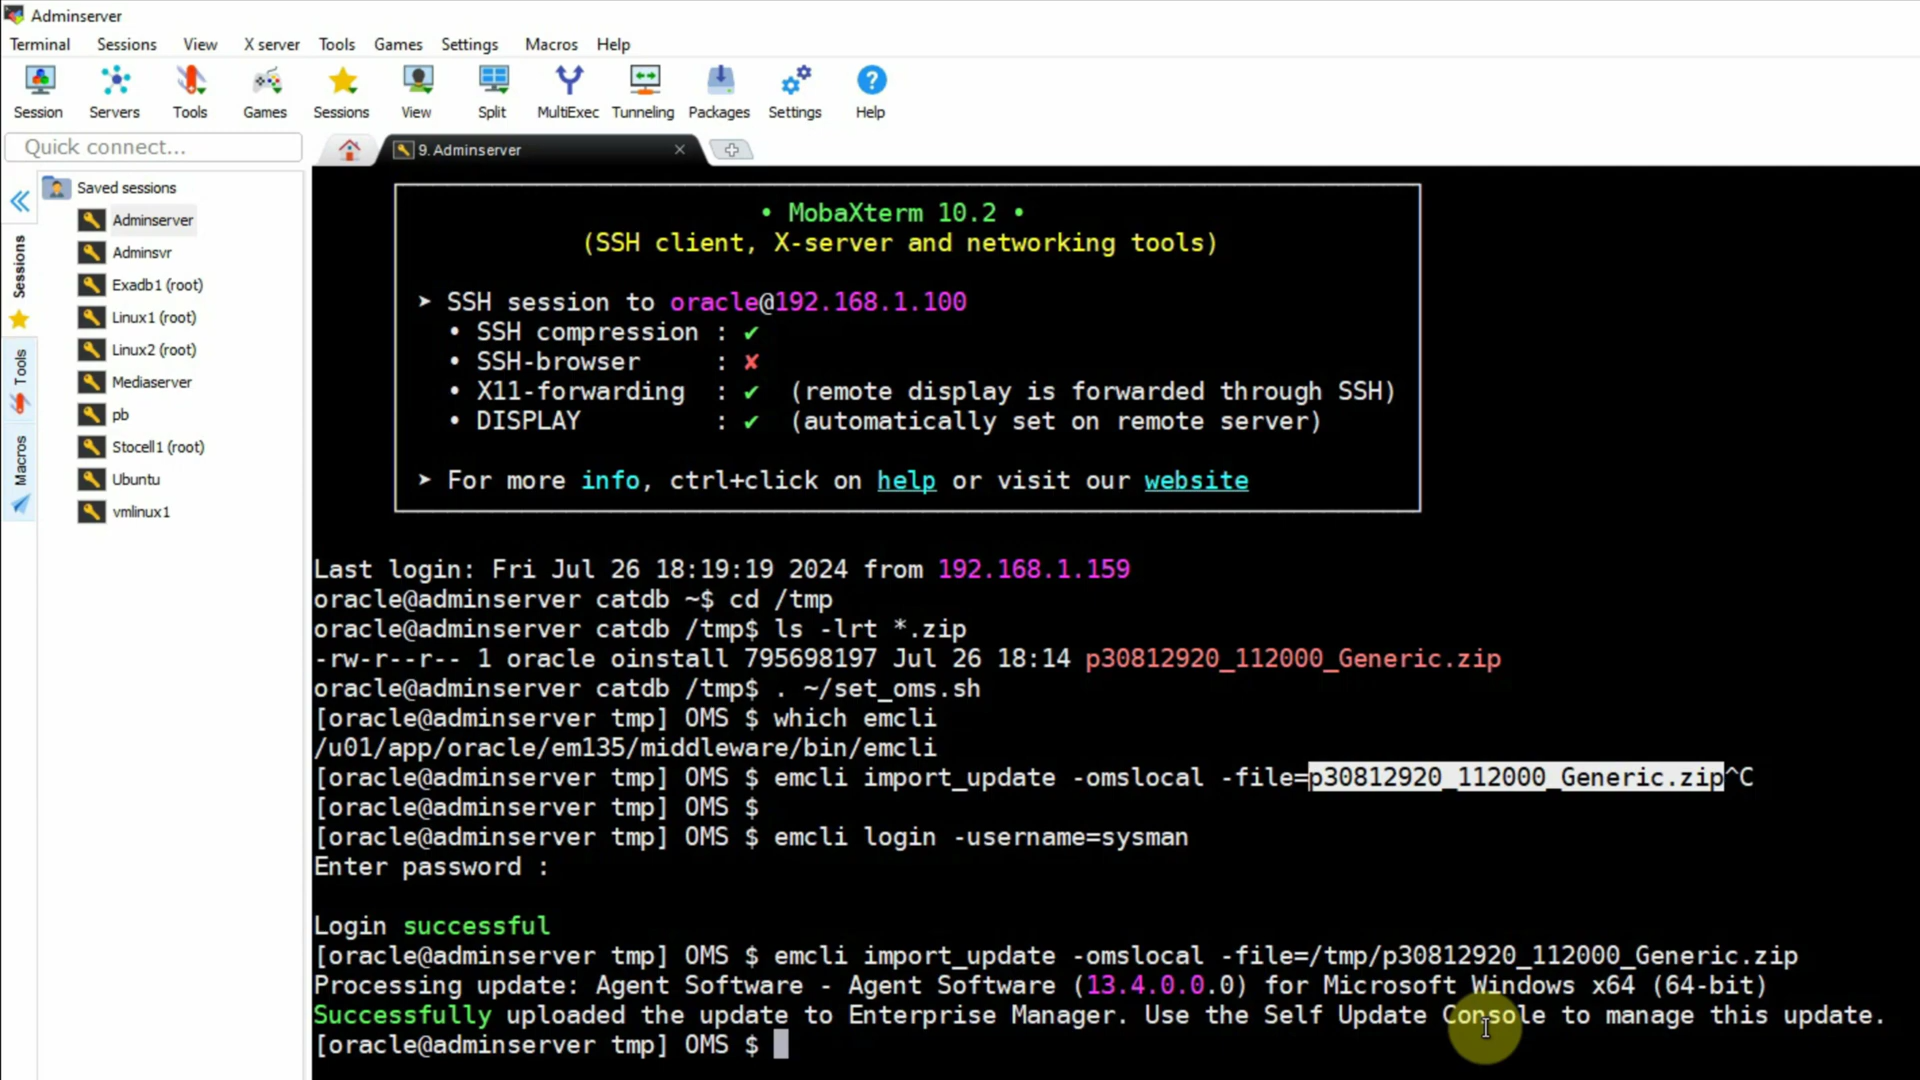 Adminserver
Terminal Sessions View X server Tools Games Settings Macros Help
Session Servers Tools Games Sessions View Split MultiExec Tunneling Packages Settings Help
Quick connect...
9. Adminserver
Saved sessions
Adminserver
Adminsvr
Exadb1 (root)
Linux1 (root)
Linux2 (root)
Mediaserver
pb
Stocell1 (root)
Ubuntu
vmlinux1
Sessions
Tools
Macros
• MobaXterm 10.2 •
(SSH client, X-server and networking tools)
➤ SSH session to oracle@192.168.1.100
• SSH compression : ✔
• SSH-browser : ✘
• X11-forwarding : ✔ (remote display is forwarded through SSH)
• DISPLAY : ✔ (automatically set on remote server)
➤ For more info, ctrl+click on help or visit our website
Last login: Fri Jul 26 18:19:19 2024 from 192.168.1.159
oracle@adminserver catdb ~$ cd /tmp
oracle@adminserver catdb /tmp$ ls -lrt *.zip
-rw-r--r-- 1 oracle oinstall 795698197 Jul 26 18:14 p30812920_112000_Generic.zip
oracle@adminserver catdb /tmp$ . ~/set_oms.sh
[oracle@adminserver tmp] OMS $ which emcli
/u01/app/oracle/em135/middleware/bin/emcli
[oracle@adminserver tmp] OMS $ emcli import_update -omslocal -file=p30812920_112000_Generic.zip^C
[oracle@adminserver tmp] OMS $
[oracle@adminserver tmp] OMS $ emcli login -username=sysman
Enter password :
Login successful
[oracle@adminserver tmp] OMS $ emcli import_update -omslocal -file=/tmp/p30812920_112000_Generic.zip
Processing update: Agent Software - Agent Software (13.4.0.0.0) for Microsoft Windows x64 (64-bit)
Successfully uploaded the update to Enterprise Manager. Use the Self Update Console to manage this update.
[oracle@adminserver tmp] OMS $